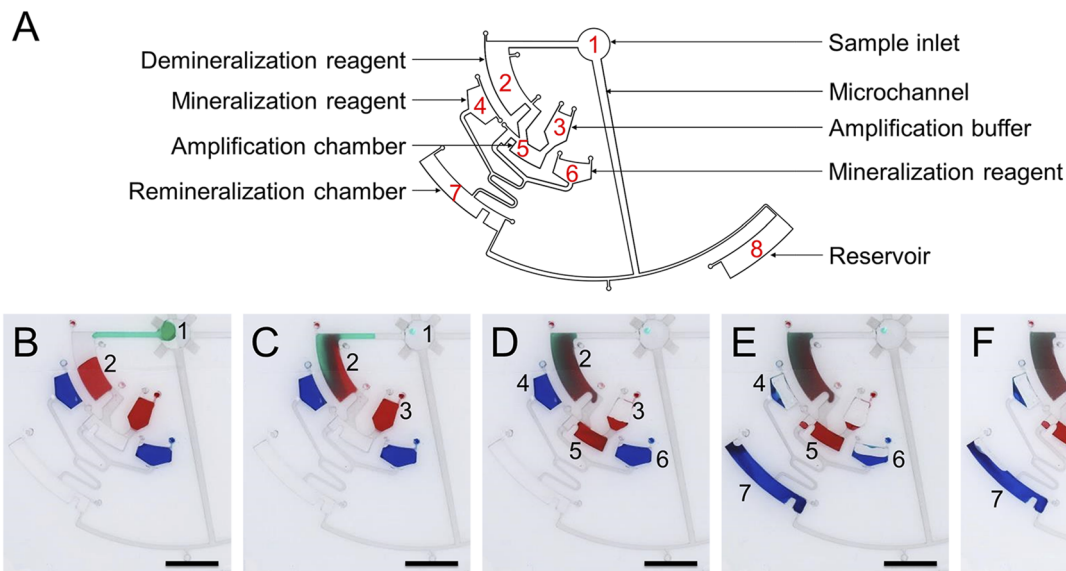 A
Demineralization reagent
Mineralization reagent
Amplification chamber
Remineralization chamber
1
2
3
4
5
6
7
8
Sample inlet
Microchannel
Amplification buffer
Mineralization reagent
Reservoir
B
1
2
C
1
2
3
D
2
4
3
5
6
E
4
3
5
6
7
F
7